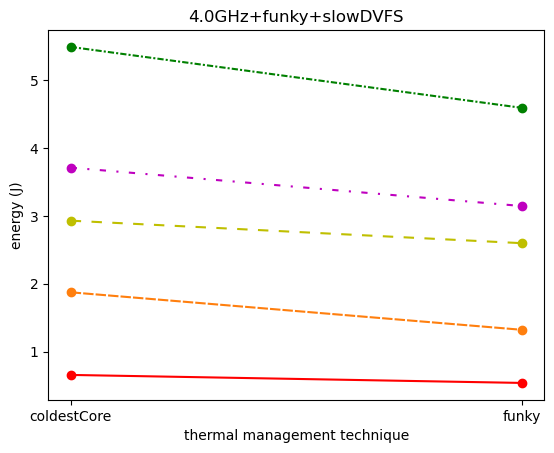 4.0GHz+funky+slowDVFS
5
4
3
2
1
energy (J)
coldestCore
funky
thermal management technique